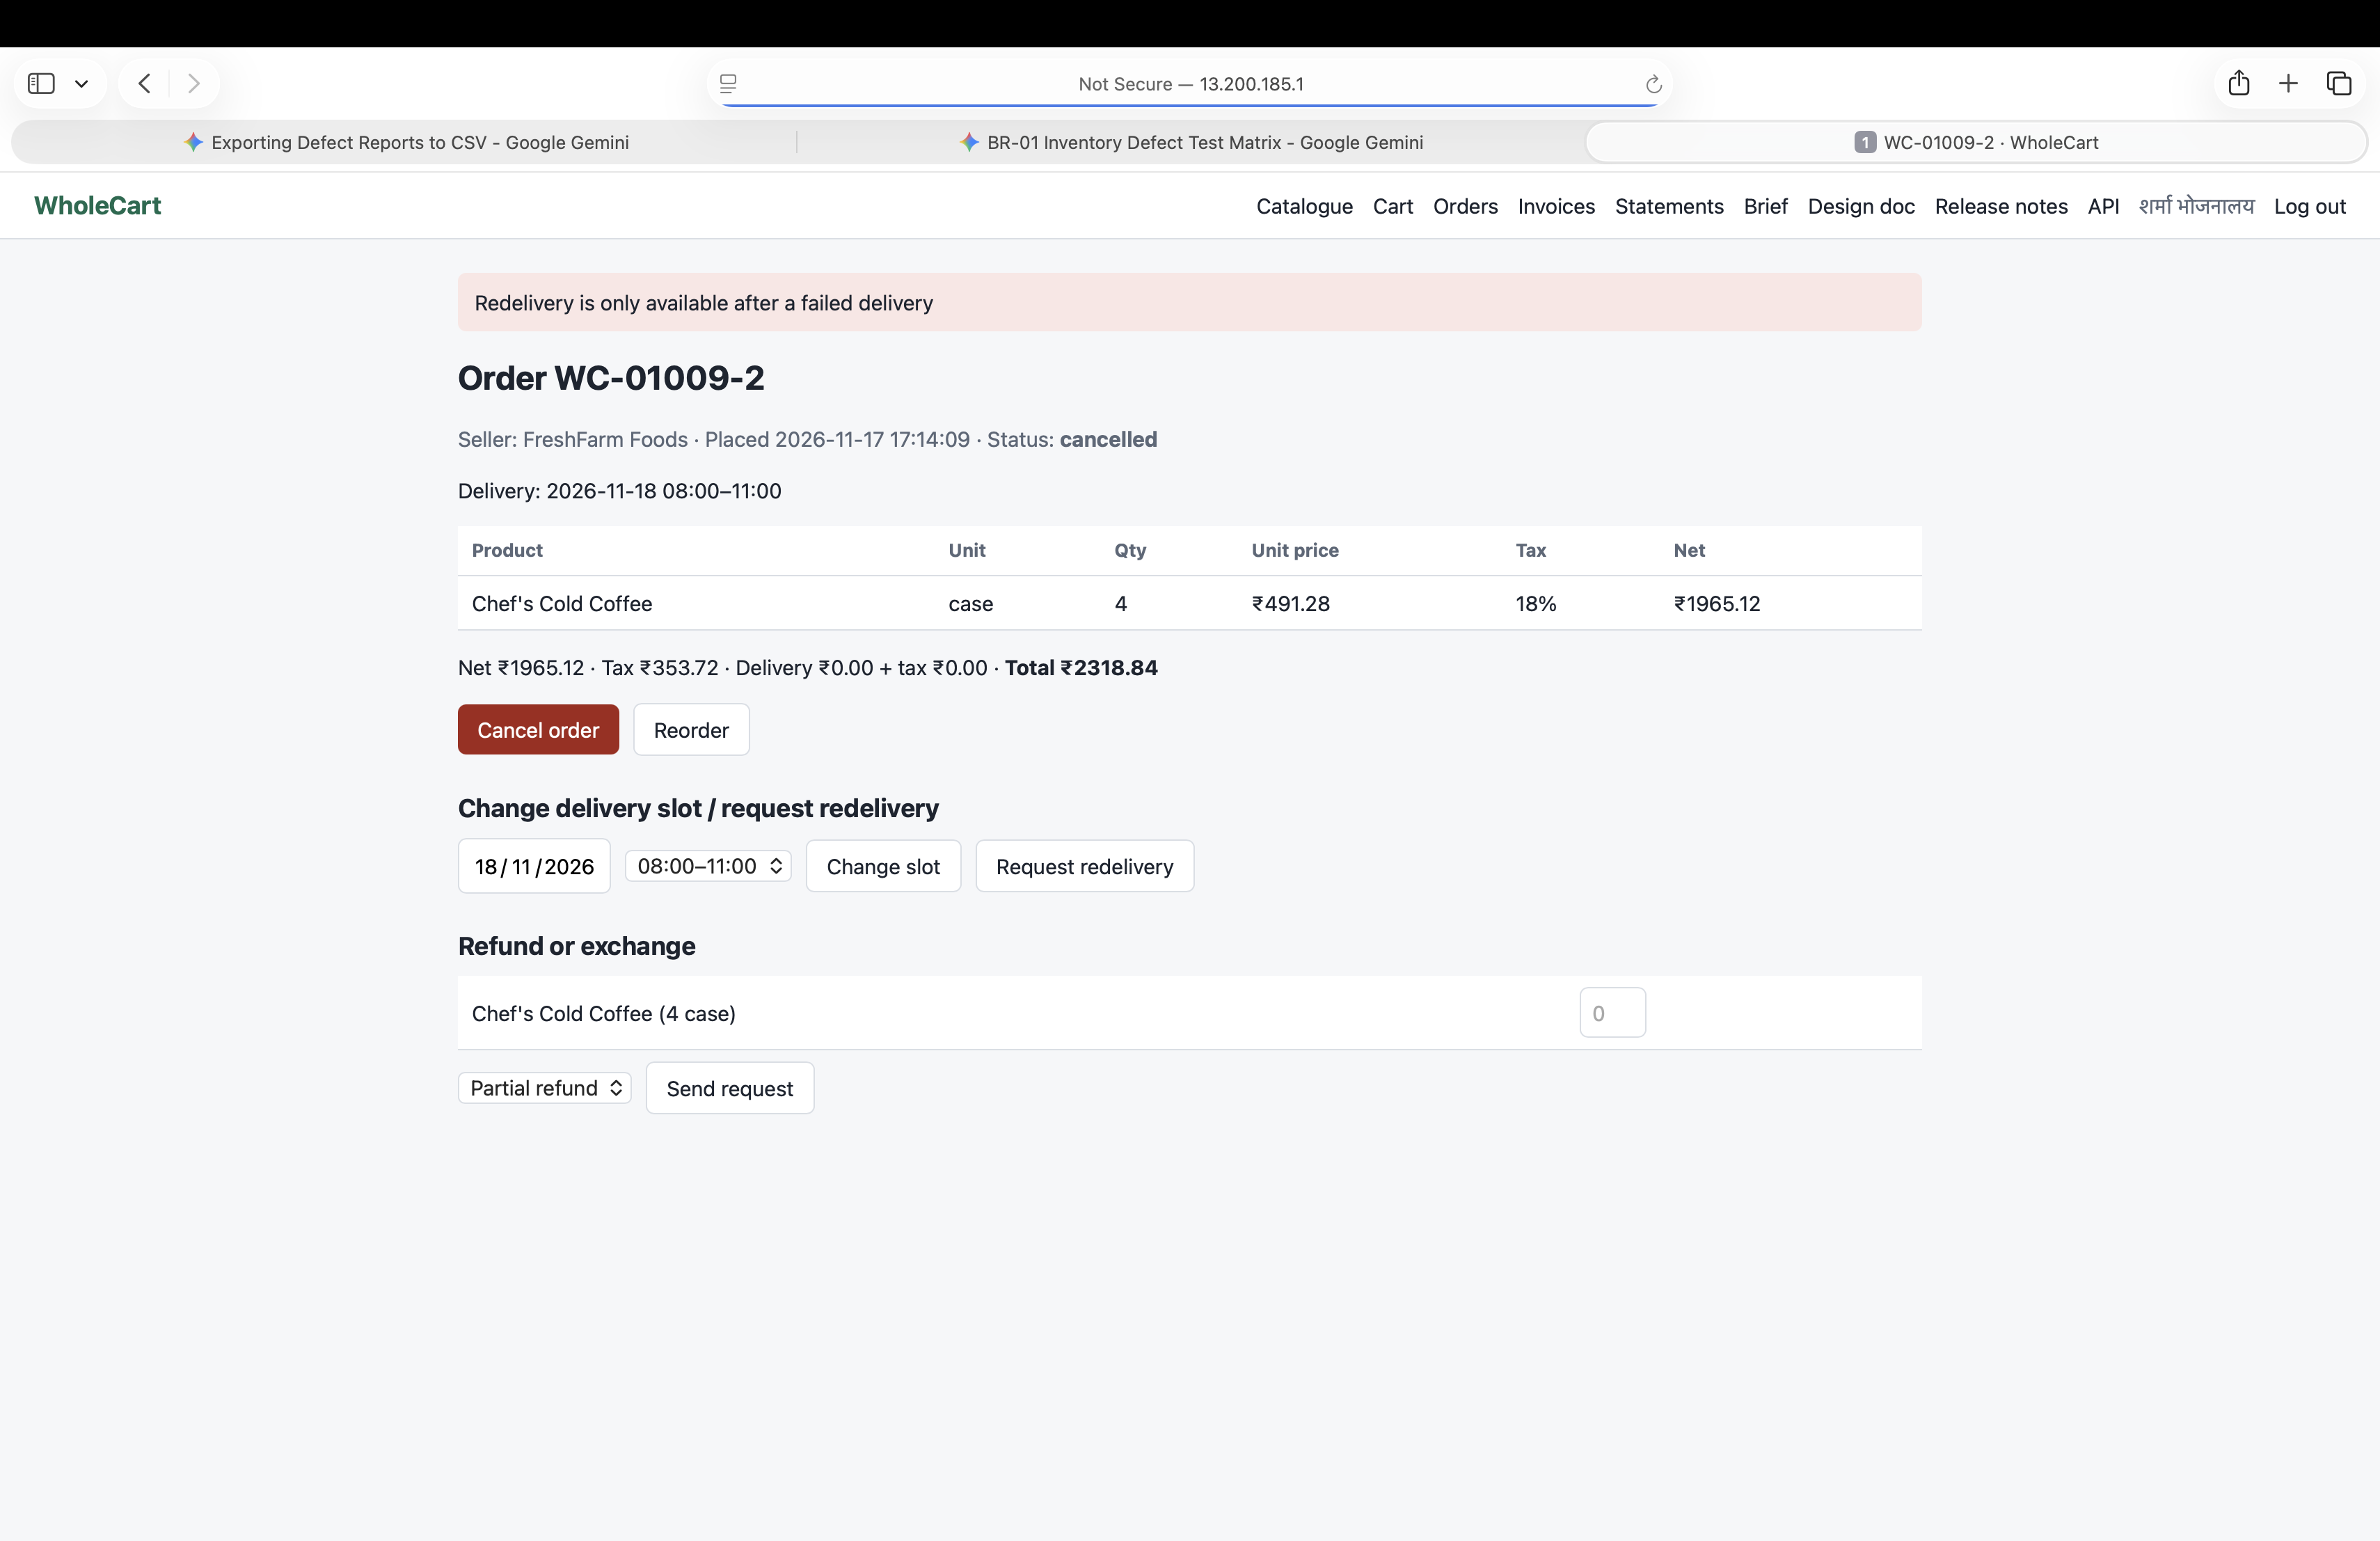 Not Secure — 13.200.185.1
Exporting Defect Reports to CSV - Google Gemini
BR-01 Inventory Defect Test Matrix - Google Gemini
1 WC-01009-2 · WholeCart
WholeCart
Catalogue Cart Orders Invoices Statements Brief Design doc Release notes API शर्मा भोजनालय Log out
Redelivery is only available after a failed delivery
Order WC-01009-2
Seller: FreshFarm Foods · Placed 2026-11-17 17:14:09 · Status: cancelled
Delivery: 2026-11-18 08:00–11:00
Product Unit Qty Unit price Tax Net
Chef's Cold Coffee case 4 ₹491.28 18% ₹1965.12
Net ₹1965.12 · Tax ₹353.72 · Delivery ₹0.00 + tax ₹0.00 · Total ₹2318.84
Cancel order Reorder
Change delivery slot / request redelivery
18/11/2026 08:00–11:00 Change slot Request redelivery
Refund or exchange
Chef's Cold Coffee (4 case) 0
Partial refund Send request